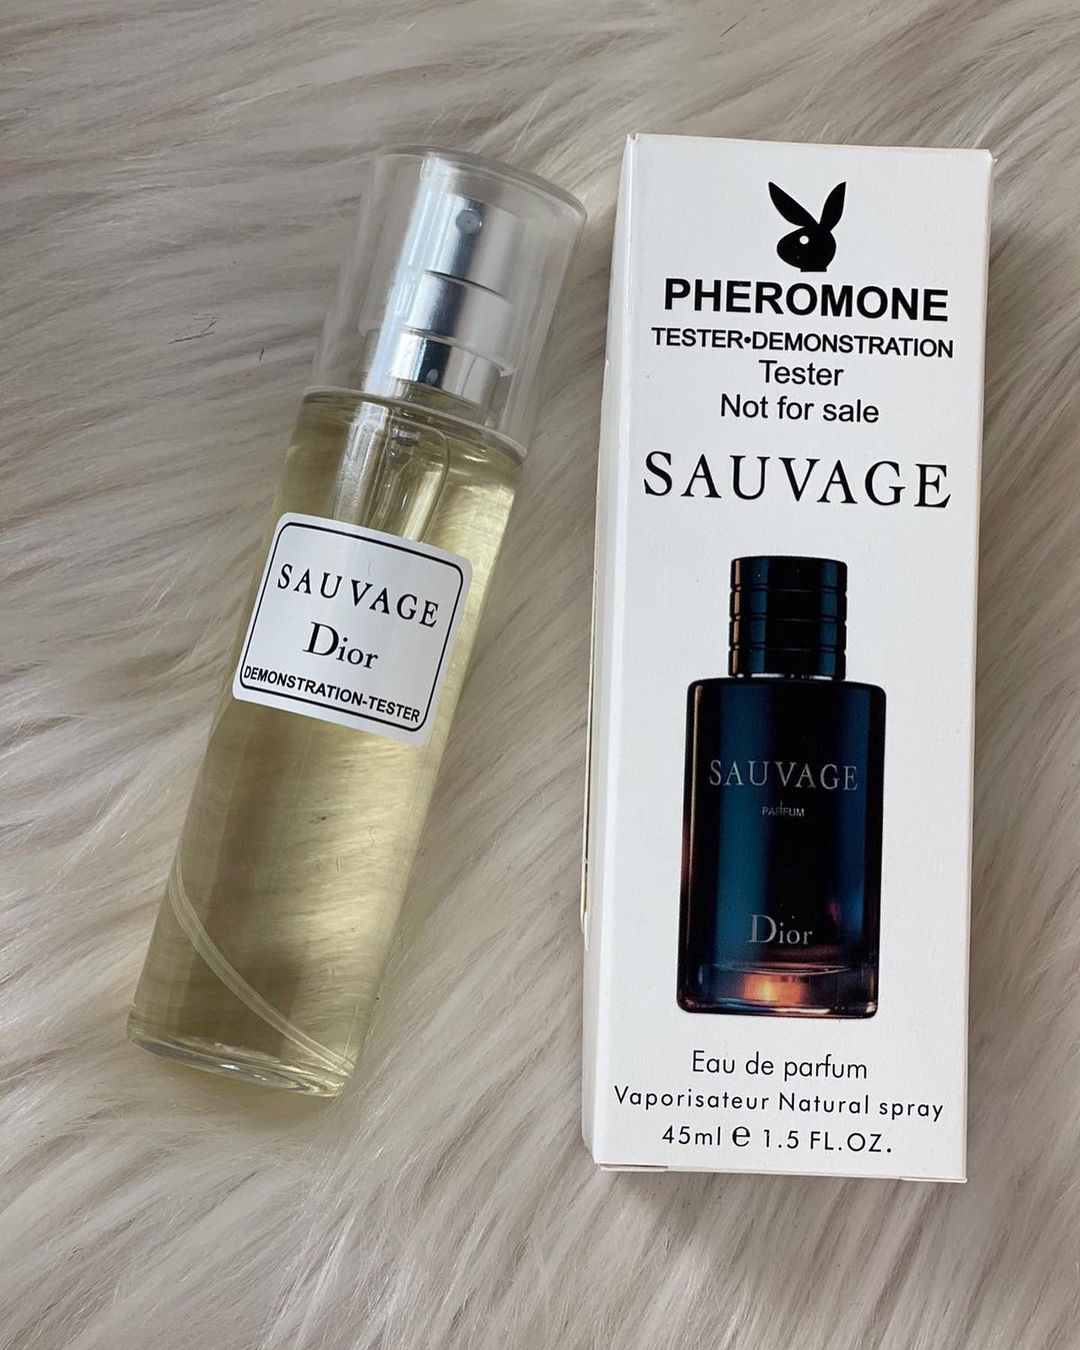 SAUVAGE
Dior
DEMONSTRATION-TESTER
PHEROMONE
TESTER•DEMONSTRATION
Tester
Not for sale
SAUVAGE
SAUVAGE
PARFUM
Dior
Eau de parfum
Vaporisateur Natural spray
45ml e 1.5 FL.OZ.